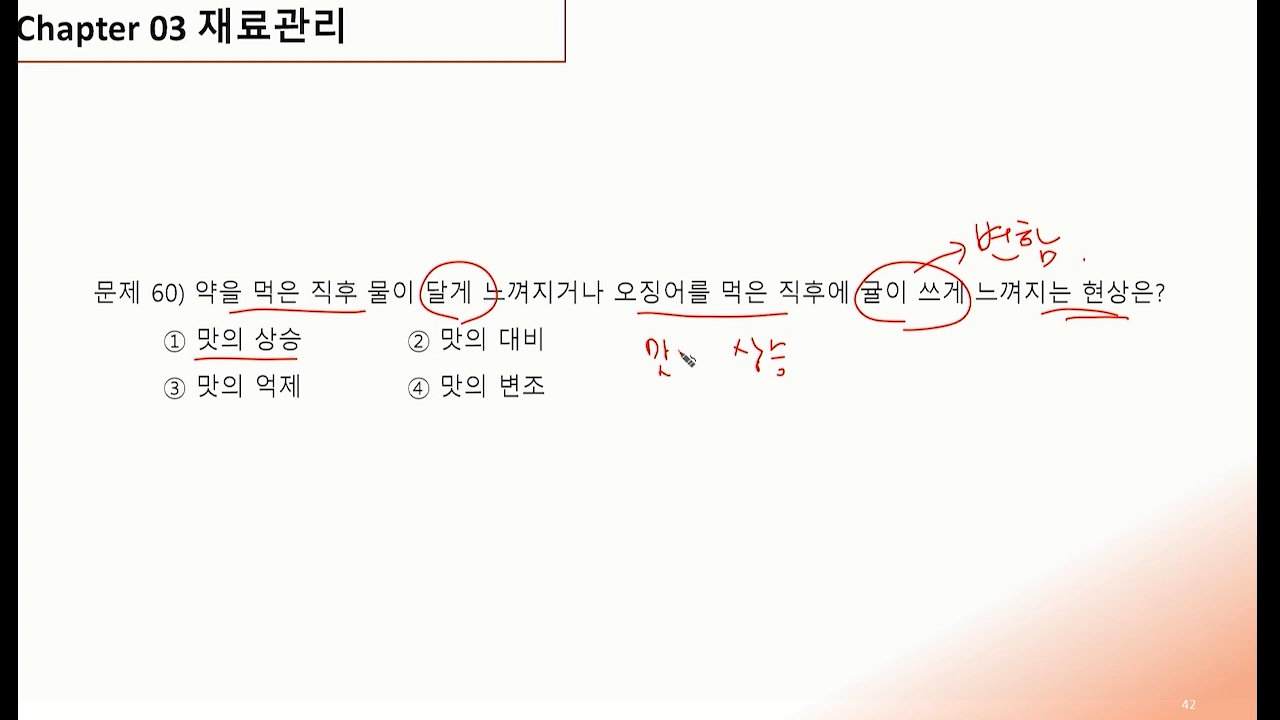 Chapter 03 재료관리
변함.
문제 60) 약을 먹은 직후 물이 달게 느껴지거나 오징어를 먹은 직후에 귤이 쓰게 느껴지는 현상은?
① 맛의 상승 ② 맛의 대비
맛 상승
③ 맛의 억제 ④ 맛의 변조
42